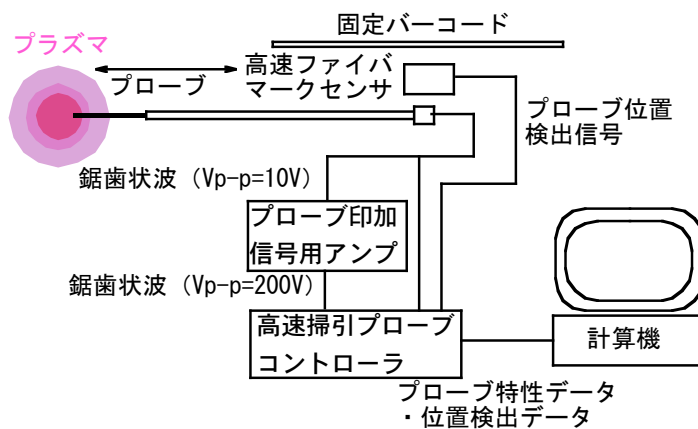 固定バーコード
プラズマ
プローブ
高速ファイバ
マークセンサ
プローブ位置
検出信号
鋸歯状波（Vp-p=10V）
プローブ印加
信号用アンプ
鋸歯状波（Vp-p=200V）
高速掃引プローブ
コントローラ
計算機
プローブ特性データ
・位置検出データ